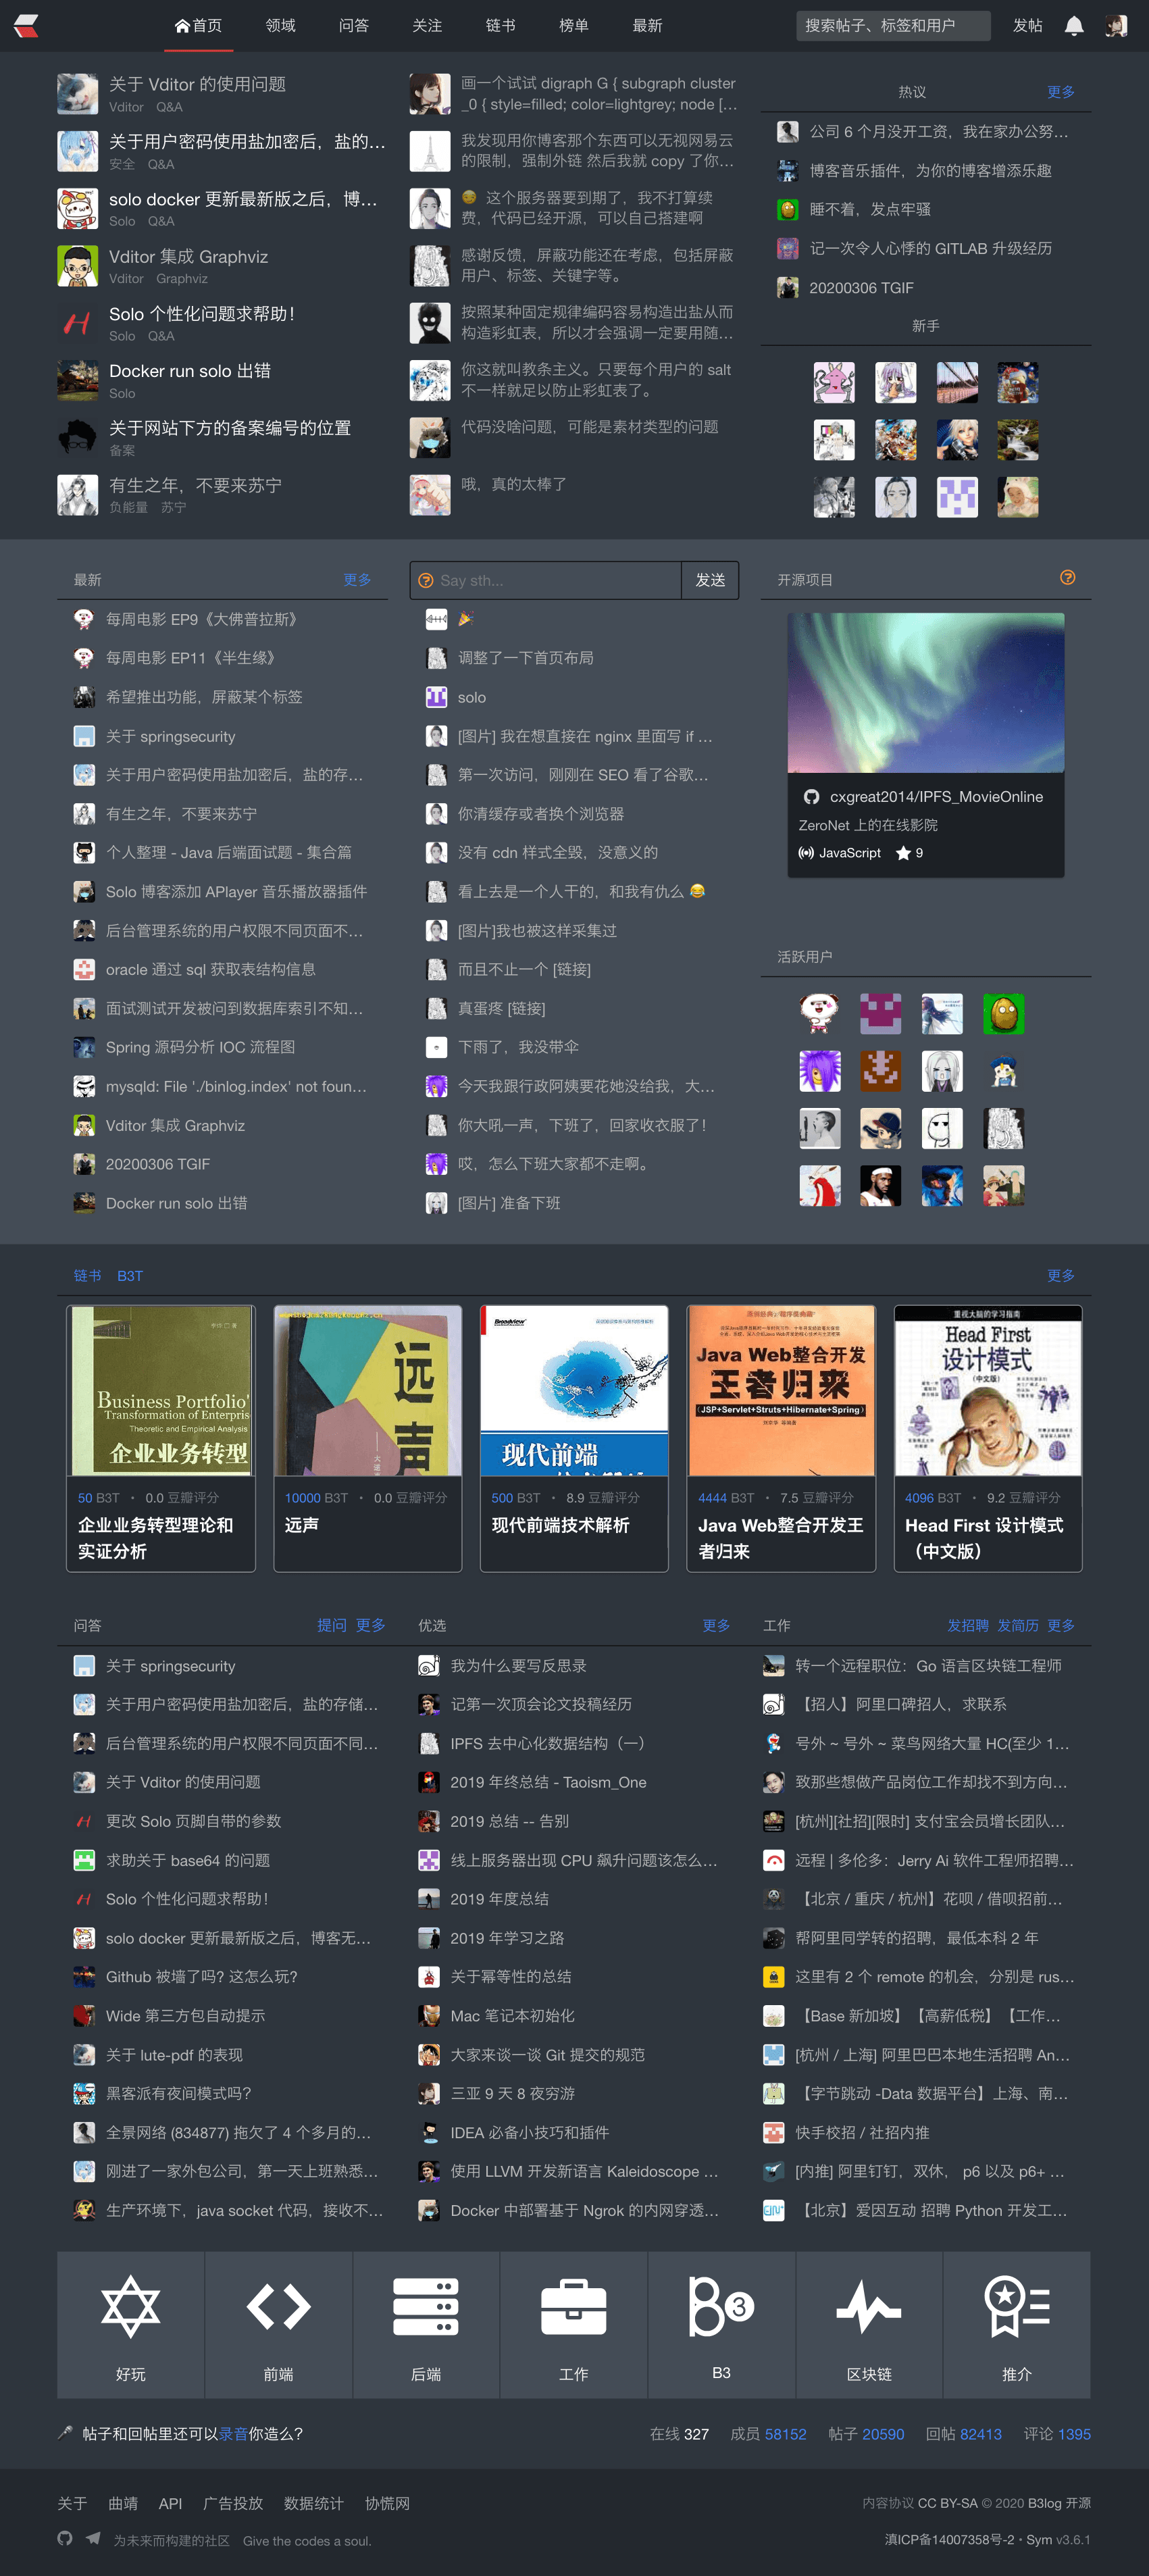 首页 领域 问答 关注 链书 榜单 最新 搜索帖子、标签和用户 发帖
关于 Vditor 的使用问题
Vditor Q&A
关于用户密码使用盐加密后，盐的…
安全 Q&A
solo docker 更新最新版之后，博…
Solo Q&A
Vditor 集成 Graphviz
Vditor Graphviz
Solo 个性化问题求帮助！
Solo Q&A
Docker run solo 出错
Solo
关于网站下方的备案编号的位置
备案
有生之年，不要来苏宁
负能量 苏宁
画一个试试 digraph G { subgraph cluster
_0 { style=filled; color=lightgrey; node [...
我发现用你博客那个东西可以无视网易云
的限制，强制外链 然后我就 copy 了你…
😏 这个服务器要到期了，我不打算续
费，代码已经开源，可以自己搭建啊
感谢反馈，屏蔽功能还在考虑，包括屏蔽
用户、标签、关键字等。
按照某种固定规律编码容易构造出盐从而
构造彩虹表，所以才会强调一定要用随…
你这就叫教条主义。只要每个用户的 salt
不一样就足以防止彩虹表了。
代码没啥问题，可能是素材类型的问题
哦，真的太棒了
热议 更多
公司 6 个月没开工资，我在家办公努…
博客音乐插件，为你的博客增添乐趣
睡不着，发点牢骚
记一次令人心悸的 GITLAB 升级经历
20200306 TGIF
新手
最新 更多
每周电影 EP9《大佛普拉斯》
每周电影 EP11《半生缘》
希望推出功能，屏蔽某个标签
关于 springsecurity
关于用户密码使用盐加密后，盐的存…
有生之年，不要来苏宁
个人整理 - Java 后端面试题 - 集合篇
Solo 博客添加 APlayer 音乐播放器插件
后台管理系统的用户权限不同页面不…
oracle 通过 sql 获取表结构信息
面试测试开发被问到数据库索引不知…
Spring 源码分析 IOC 流程图
mysqld: File './binlog.index' not foun…
Vditor 集成 Graphviz
20200306 TGIF
Docker run solo 出错
Say sth... 发送
🎉
调整了一下首页布局
solo
[图片] 我在想直接在 nginx 里面写 if …
第一次访问，刚刚在 SEO 看了谷歌…
你清缓存或者换个浏览器
没有 cdn 样式全毁，没意义的
看上去是一个人干的，和我有仇么 😂
[图片]我也被这样采集过
而且不止一个 [链接]
真蛋疼 [链接]
下雨了，我没带伞
今天我跟行政阿姨要花她没给我，大…
你大吼一声，下班了，回家收衣服了！
哎，怎么下班大家都不走啊。
[图片] 准备下班
开源项目
cxgreat2014/IPFS_MovieOnline
ZeroNet 上的在线影院
JavaScript 9
活跃用户
链书 B3T 更多
Business Portfolio'
Transformation of Enterpris
Theoretic and Empirical Analysis
企业业务转型
50 B3T • 0.0 豆瓣评分
企业业务转型理论和
实证分析
远声
10000 B3T • 0.0 豆瓣评分
远声
Broadview
现代前端
500 B3T • 8.9 豆瓣评分
现代前端技术解析
Java Web整合开发
王者归来
(JSP+Servlet+Struts+Hibernate+Spring)
4444 B3T • 7.5 豆瓣评分
Java Web整合开发王
者归来
重视大脑的学习指南
Head First
设计模式
(中文版)
4096 B3T • 9.2 豆瓣评分
Head First 设计模式
（中文版）
问答 提问 更多
关于 springsecurity
关于用户密码使用盐加密后，盐的存储…
后台管理系统的用户权限不同页面不同…
关于 Vditor 的使用问题
更改 Solo 页脚自带的参数
求助关于 base64 的问题
Solo 个性化问题求帮助！
solo docker 更新最新版之后，博客无…
Github 被墙了吗？这怎么玩？
Wide 第三方包自动提示
关于 lute-pdf 的表现
黑客派有夜间模式吗？
全景网络 (834877) 拖欠了 4 个多月的…
刚进了一家外包公司，第一天上班熟悉…
生产环境下，java socket 代码，接收不…
优选 更多
我为什么要写反思录
记第一次顶会论文投稿经历
IPFS 去中心化数据结构（一）
2019 年终总结 - Taoism_One
2019 总结 -- 告别
线上服务器出现 CPU 飙升问题该怎么…
2019 年度总结
2019 年学习之路
关于幂等性的总结
Mac 笔记本初始化
大家来谈一谈 Git 提交的规范
三亚 9 天 8 夜穷游
IDEA 必备小技巧和插件
使用 LLVM 开发新语言 Kaleidoscope …
Docker 中部署基于 Ngrok 的内网穿透…
工作 发招聘 发简历 更多
转一个远程职位：Go 语言区块链工程师
【招人】阿里口碑招人，求联系
号外 ~ 号外 ~ 菜鸟网络大量 HC(至少 1…
致那些想做产品岗位工作却找不到方向…
[杭州][社招][限时] 支付宝会员增长团队…
远程 | 多伦多：Jerry Ai 软件工程师招聘…
【北京 / 重庆 / 杭州】花呗 / 借呗招前…
帮阿里同学转的招聘，最低本科 2 年
这里有 2 个 remote 的机会，分别是 rus…
【Base 新加坡】【高薪低税】【工作…
[杭州 / 上海] 阿里巴巴本地生活招聘 An…
【字节跳动 -Data 数据平台】上海、南…
快手校招 / 社招内推
[内推] 阿里钉钉，双休， p6 以及 p6+ …
【北京】爱因互动 招聘 Python 开发工…
好玩 前端 后端 工作 B3 区块链 推介
帖子和回帖里还可以录音你造么？ 在线 327 成员 58152 帖子 20590 回帖 82413 评论 1395
关于 曲靖 API 广告投放 数据统计 协慌网 内容协议 CC BY-SA © 2020 B3log 开源
为未来而构建的社区 Give the codes a soul. 滇ICP备14007358号-2 • Sym v3.6.1